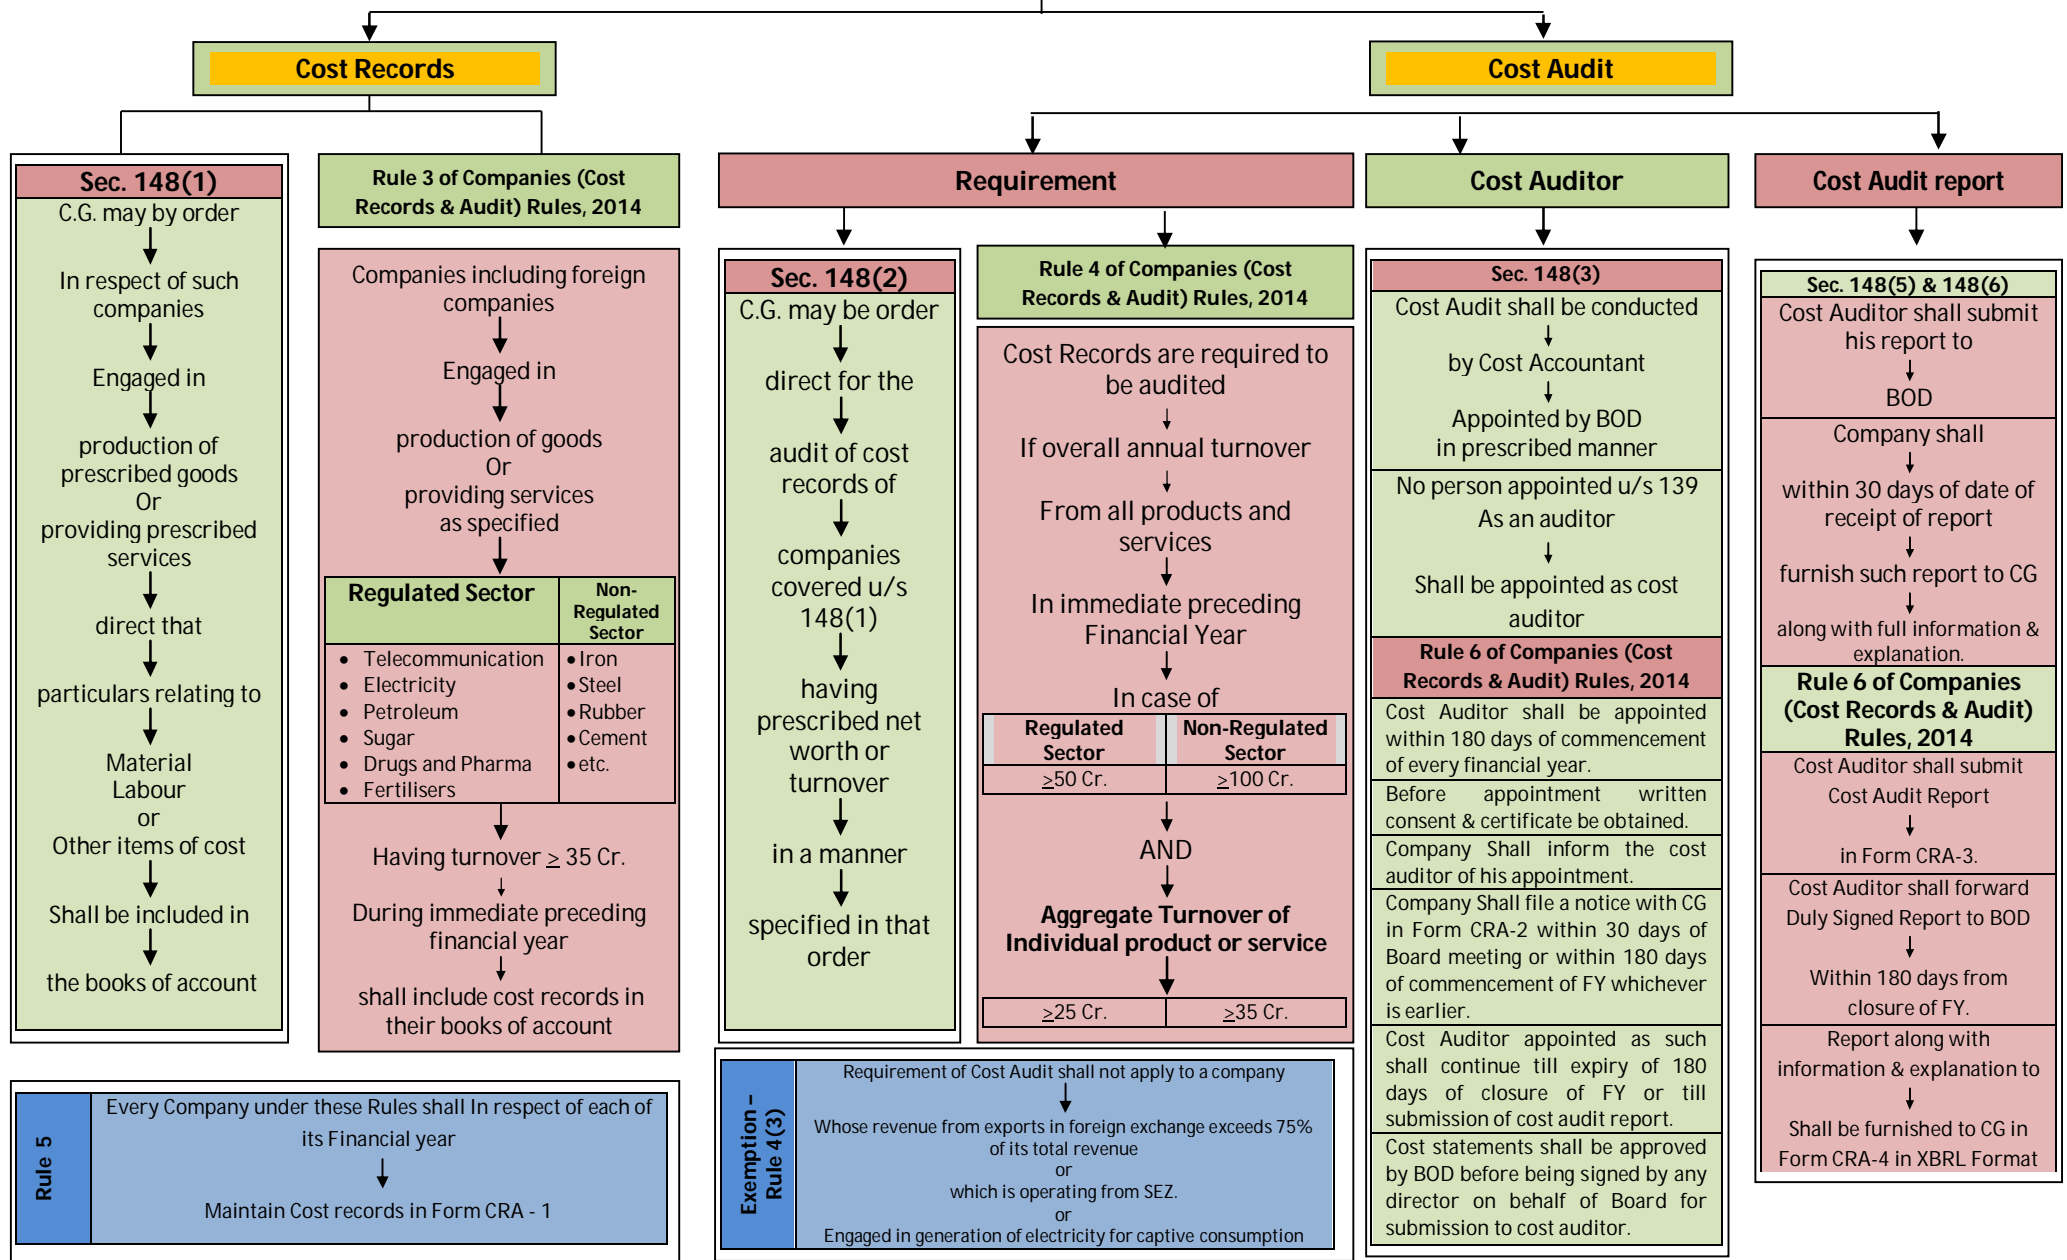 Cost Records
Cost Audit
Sec. 148(1)
C.G. may by order
In respect of such
companies
Engaged in
production of
prescribed goods
Or
providing prescribed
services
direct that
particulars relating to
Material
Labour
or
Other items of cost
Shall be included in
the books of account
Rule 3 of Companies (Cost
Records & Audit) Rules, 2014
Companies including foreign
companies
Engaged in
production of goods
Or
providing services
as specified
Regulated Sector
• Telecommunication
• Electricity
• Petroleum
• Sugar
• Drugs and Pharma
• Fertilisers
Non-
Regulated
Sector
• Iron
• Steel
• Rubber
• Cement
• etc.
Having turnover ≥ 35 Cr.
During immediate preceding
financial year
shall include cost records in
their books of account
Rule 5
Every Company under these Rules shall In respect of each of
its Financial year
Maintain Cost records in Form CRA - 1
Requirement
Sec. 148(2)
C.G. may be order
direct for the
audit of cost
records of
companies
covered u/s
148(1)
having
prescribed net
worth or
turnover
in a manner
specified in that
order
Rule 4 of Companies (Cost
Records & Audit) Rules, 2014
Cost Records are required to
be audited
If overall annual turnover
From all products and
services
In immediate preceding
Financial Year
In case of
Regulated
Sector
Non-Regulated
Sector
≥50 Cr.
≥100 Cr.
AND
Aggregate Turnover of
Individual product or service
≥25 Cr.
≥35 Cr.
Exemption –
Rule 4(3)
Requirement of Cost Audit shall not apply to a company
Whose revenue from exports in foreign exchange exceeds 75%
of its total revenue
or
which is operating from SEZ.
or
Engaged in generation of electricity for captive consumption
Cost Auditor
Sec. 148(3)
Cost Audit shall be conducted
by Cost Accountant
Appointed by BOD
in prescribed manner
No person appointed u/s 139
As an auditor
Shall be appointed as cost
auditor
Rule 6 of Companies (Cost
Records & Audit) Rules, 2014
Cost Auditor shall be appointed
within 180 days of commencement
of every financial year.
Before appointment written
consent & certificate be obtained.
Company Shall inform the cost
auditor of his appointment.
Company Shall file a notice with CG
in Form CRA-2 within 30 days of
Board meeting or within 180 days
of commencement of FY whichever
is earlier.
Cost Auditor appointed as such
shall continue till expiry of 180
days of closure of FY or till
submission of cost audit report.
Cost statements shall be approved
by BOD before being signed by any
director on behalf of Board for
submission to cost auditor.
Cost Audit report
Sec. 148(5) & 148(6)
Cost Auditor shall submit
his report to
BOD
Company shall
within 30 days of date of
receipt of report
furnish such report to CG
along with full information &
explanation.
Rule 6 of Companies
(Cost Records & Audit)
Rules, 2014
Cost Auditor shall submit
Cost Audit Report
in Form CRA-3.
Cost Auditor shall forward
Duly Signed Report to BOD
Within 180 days from
closure of FY.
Report along with
information & explanation to
Shall be furnished to CG in
Form CRA-4 in XBRL Format